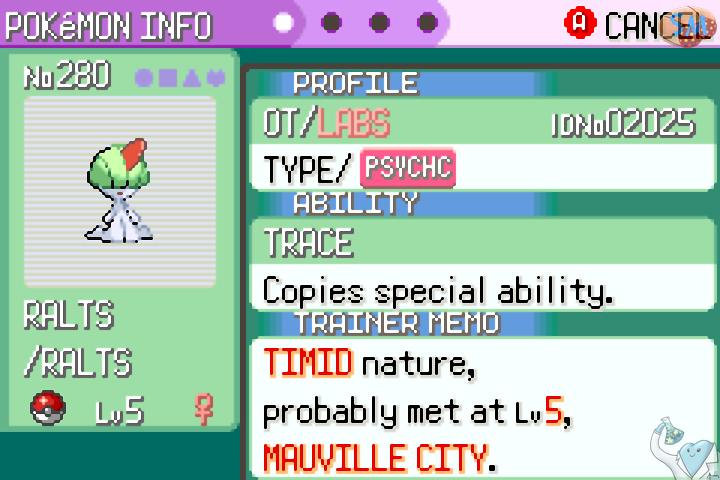 POKéMON INFO
CANCEL
No280
PROFILE
OT/LABS
IDNo02025
TYPE/ PSYCHC
ABILITY
TRACE
Copies special ability.
RALTS
/RALTS
Lv5 ♀
TRAINER MEMO
TIMID nature,
probably met at Lv5,
MAUVILLE CITY.